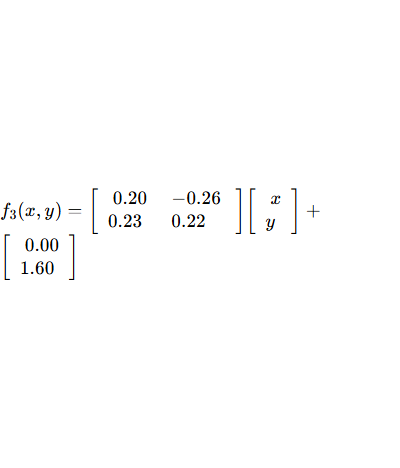 f₃(x, y) = [ 0.20 −0.26 ; 0.23 0.22 ] [ x ; y ] +
[ 0.00 ; 1.60 ]